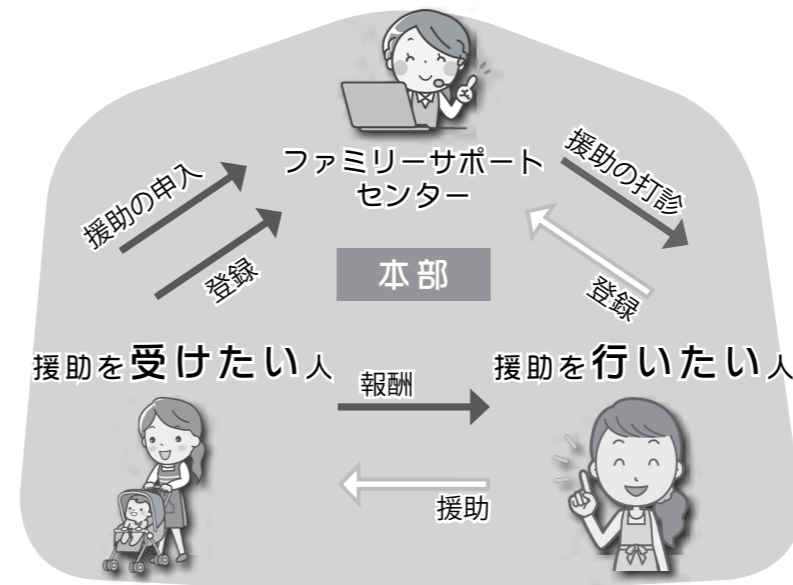 ファミリーサポート
センター
援助の申入
登録
援助の打診
登録
本部
援助を受けたい人
援助を行いたい人
報酬
援助